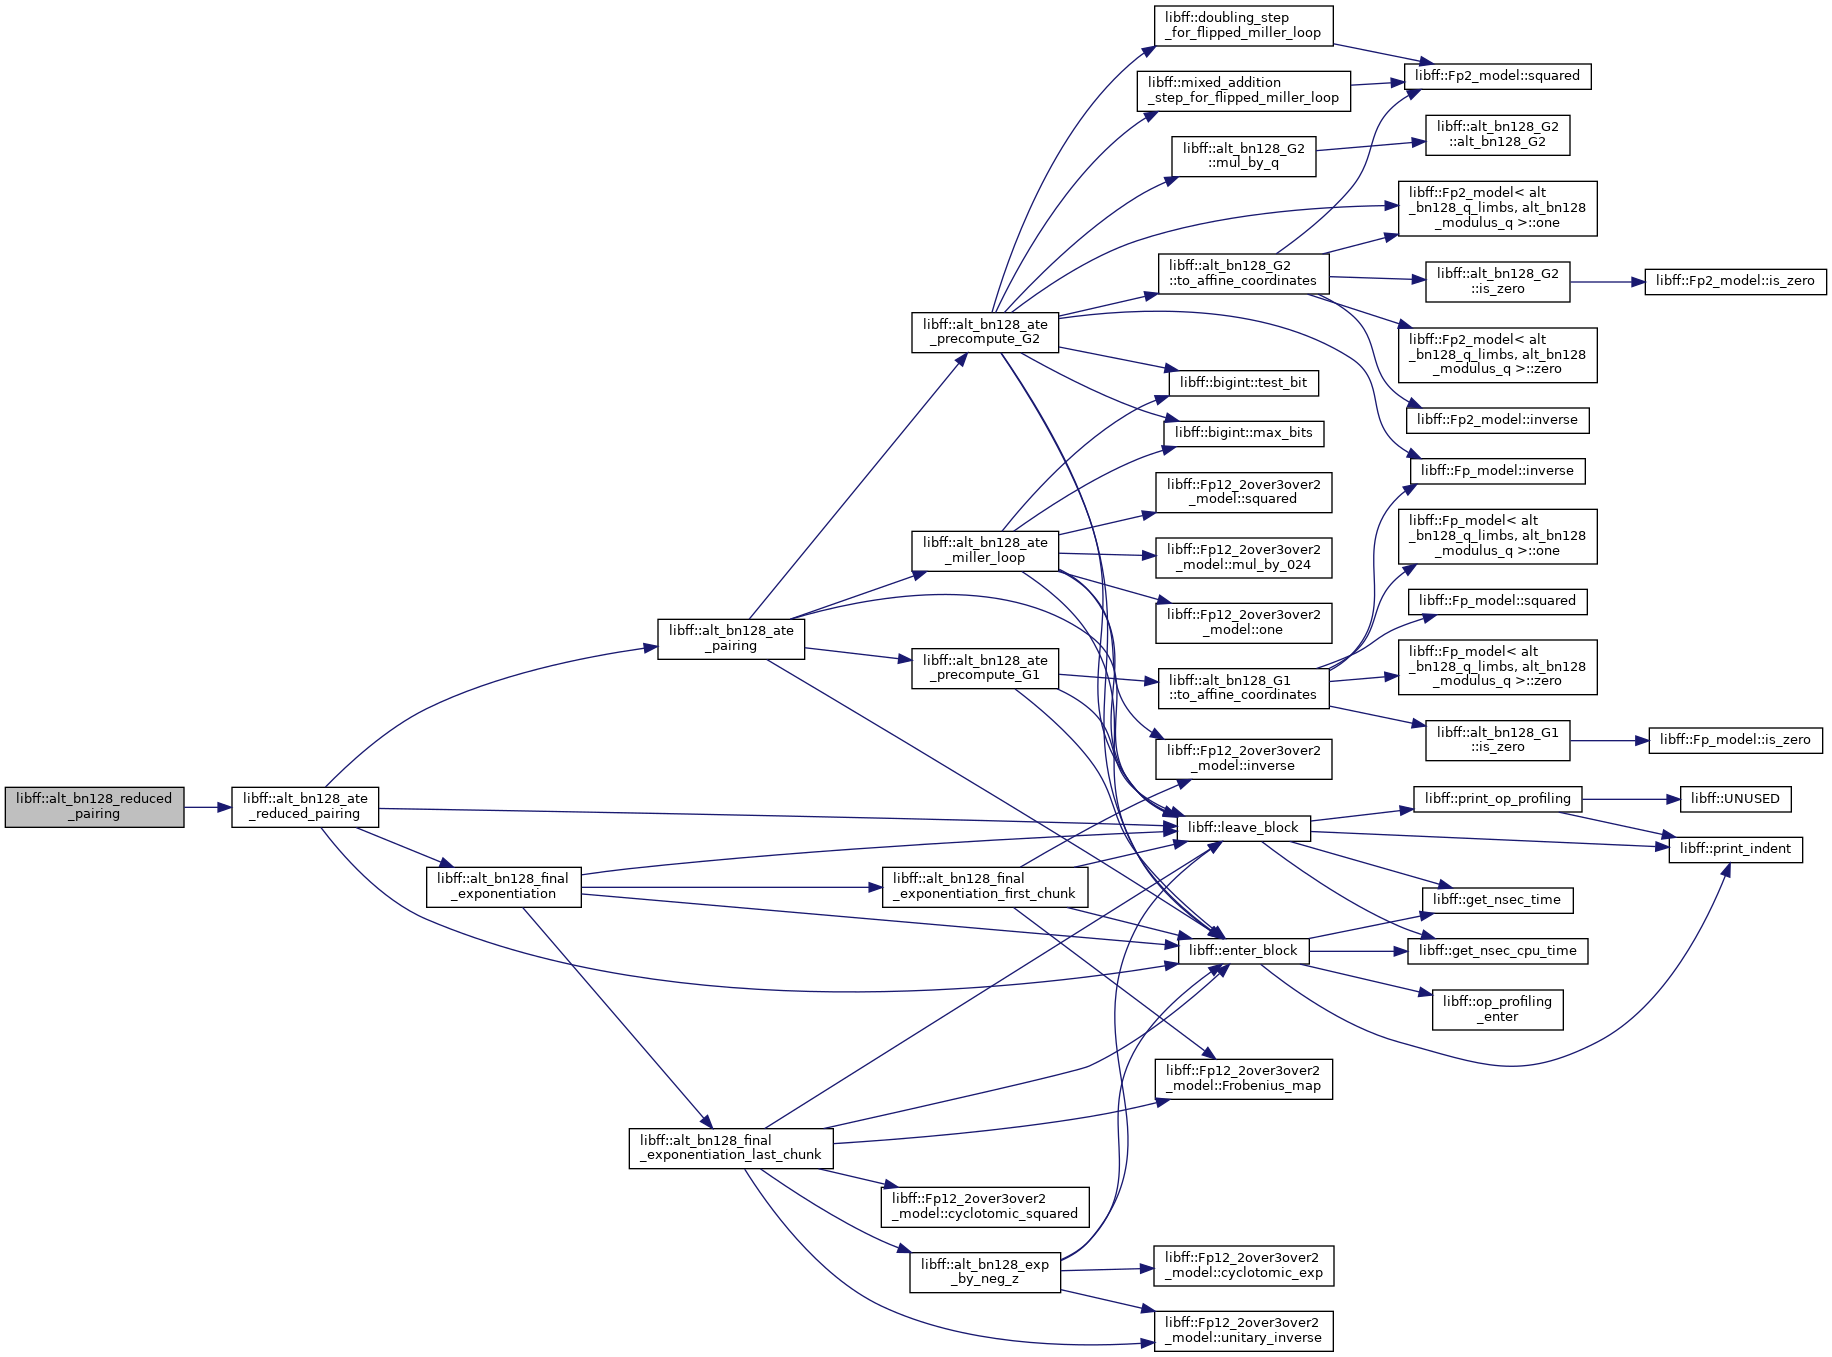 libff::alt_bn128_reduced
_pairing
libff::alt_bn128_ate
_reduced_pairing
libff::alt_bn128_final
_exponentiation
libff::alt_bn128_ate
_pairing
libff::alt_bn128_final
_exponentiation_last_chunk
libff::alt_bn128_ate
_precompute_G2
libff::alt_bn128_ate
_miller_loop
libff::alt_bn128_ate
_precompute_G1
libff::alt_bn128_final
_exponentiation_first_chunk
libff::Fp12_2over3over2
_model::cyclotomic_squared
libff::alt_bn128_exp
_by_neg_z
libff::doubling_step
_for_flipped_miller_loop
libff::mixed_addition
_step_for_flipped_miller_loop
libff::alt_bn128_G2
::mul_by_q
libff::alt_bn128_G2
::to_affine_coordinates
libff::bigint::test_bit
libff::bigint::max_bits
libff::Fp12_2over3over2
_model::squared
libff::Fp12_2over3over2
_model::mul_by_024
libff::Fp12_2over3over2
_model::one
libff::alt_bn128_G1
::to_affine_coordinates
libff::Fp12_2over3over2
_model::inverse
libff::leave_block
libff::enter_block
libff::Fp12_2over3over2
_model::Frobenius_map
libff::Fp12_2over3over2
_model::cyclotomic_exp
libff::Fp12_2over3over2
_model::unitary_inverse
libff::Fp2_model::squared
libff::alt_bn128_G2
::alt_bn128_G2
libff::Fp2_model< alt
_bn128_q_limbs, alt_bn128
_modulus_q >::one
libff::alt_bn128_G2
::is_zero
libff::Fp2_model< alt
_bn128_q_limbs, alt_bn128
_modulus_q >::zero
libff::Fp2_model::inverse
libff::Fp_model::inverse
libff::Fp_model< alt
_bn128_q_limbs, alt_bn128
_modulus_q >::one
libff::Fp_model::squared
libff::Fp_model< alt
_bn128_q_limbs, alt_bn128
_modulus_q >::zero
libff::alt_bn128_G1
::is_zero
libff::print_op_profiling
libff::get_nsec_time
libff::get_nsec_cpu_time
libff::op_profiling
_enter
libff::Fp2_model::is_zero
libff::Fp_model::is_zero
libff::UNUSED
libff::print_indent